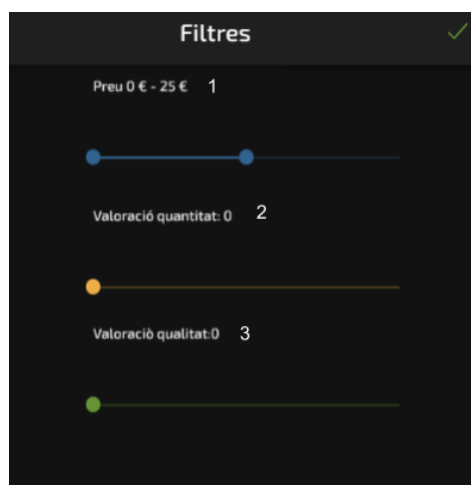 Filtres
Preu 0 € - 25 € 1
Valoració quantitat: 0 2
Valoraciò qualitat:0 3